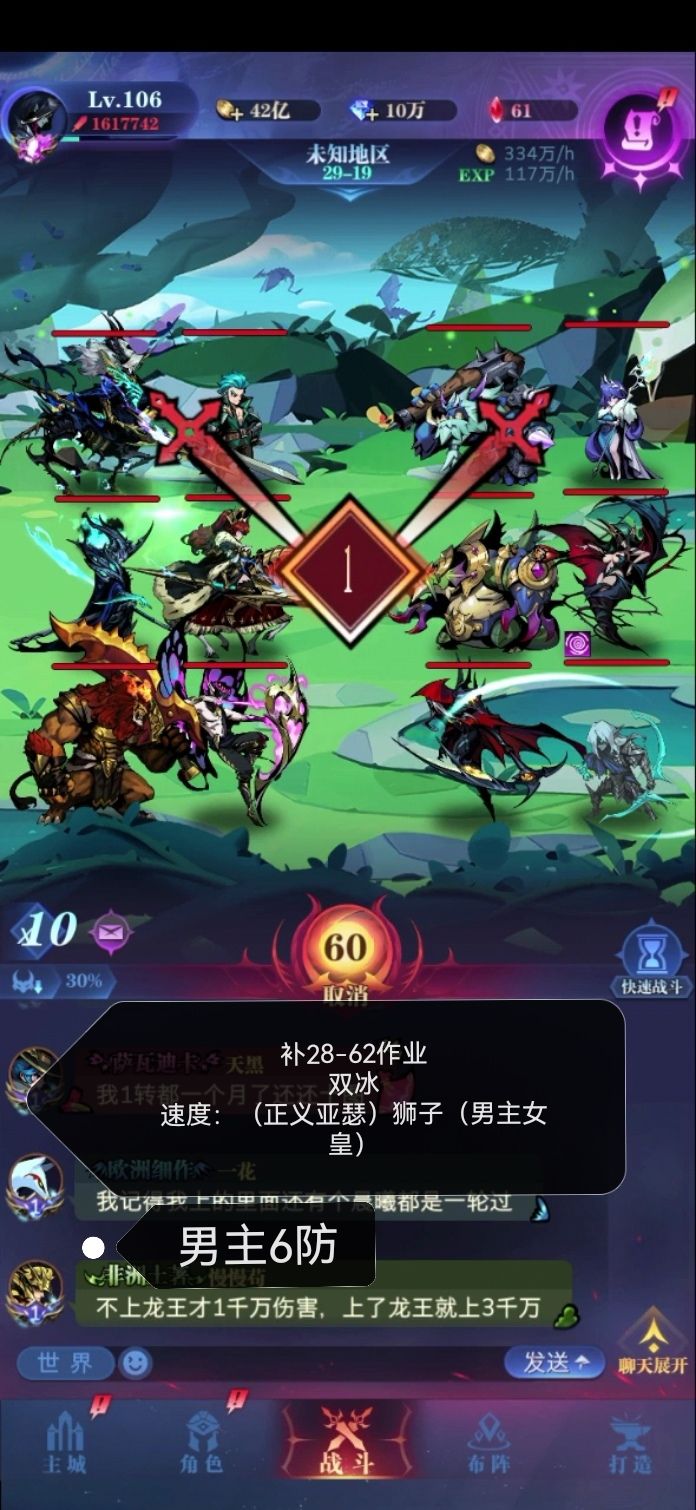 Lv.106
1617742
42亿
10万
61
未知地区
29-19
334万/h
EXP 117万/h
1
x10
30%
60
取消
快速战斗
萨瓦迪卡 天黑
我1转都一个月了还
补28-62作业
双冰
速度：（正义亚瑟）狮子（男主女
皇）
欧洲细作 一花
我记得我上的里面还有个晨曦都是一轮过
男主6防
非洲土著
不上龙王才1千万伤害，上了龙王就上3千万
世界
发送
聊天展开
主城
角色
战斗
布阵
打造